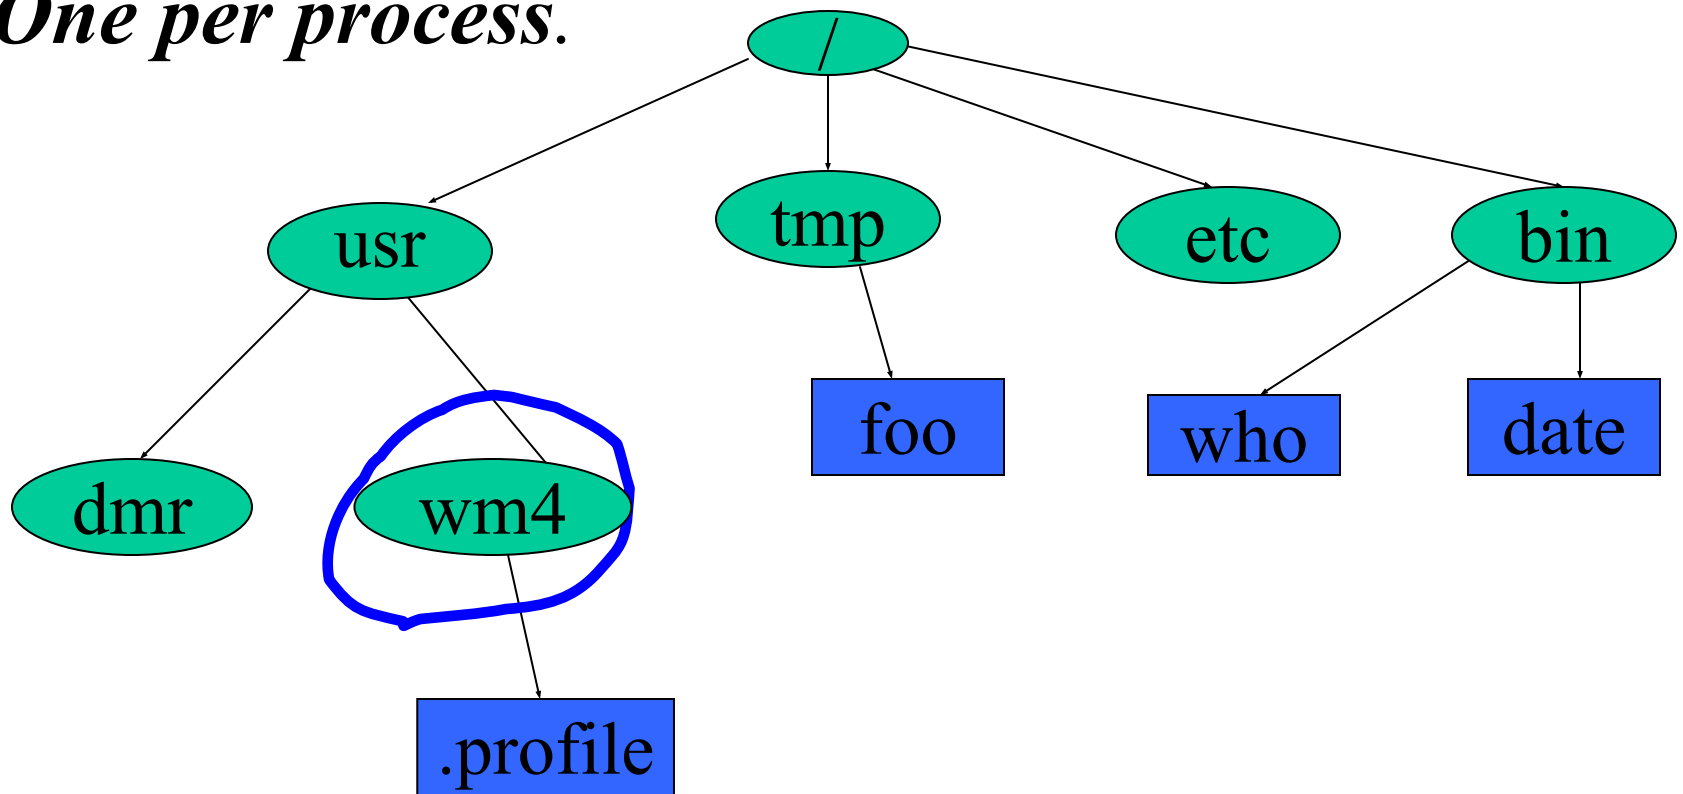 One per process.
/
usr
tmp
etc
bin
foo
who
date
dmr
wm4
.profile